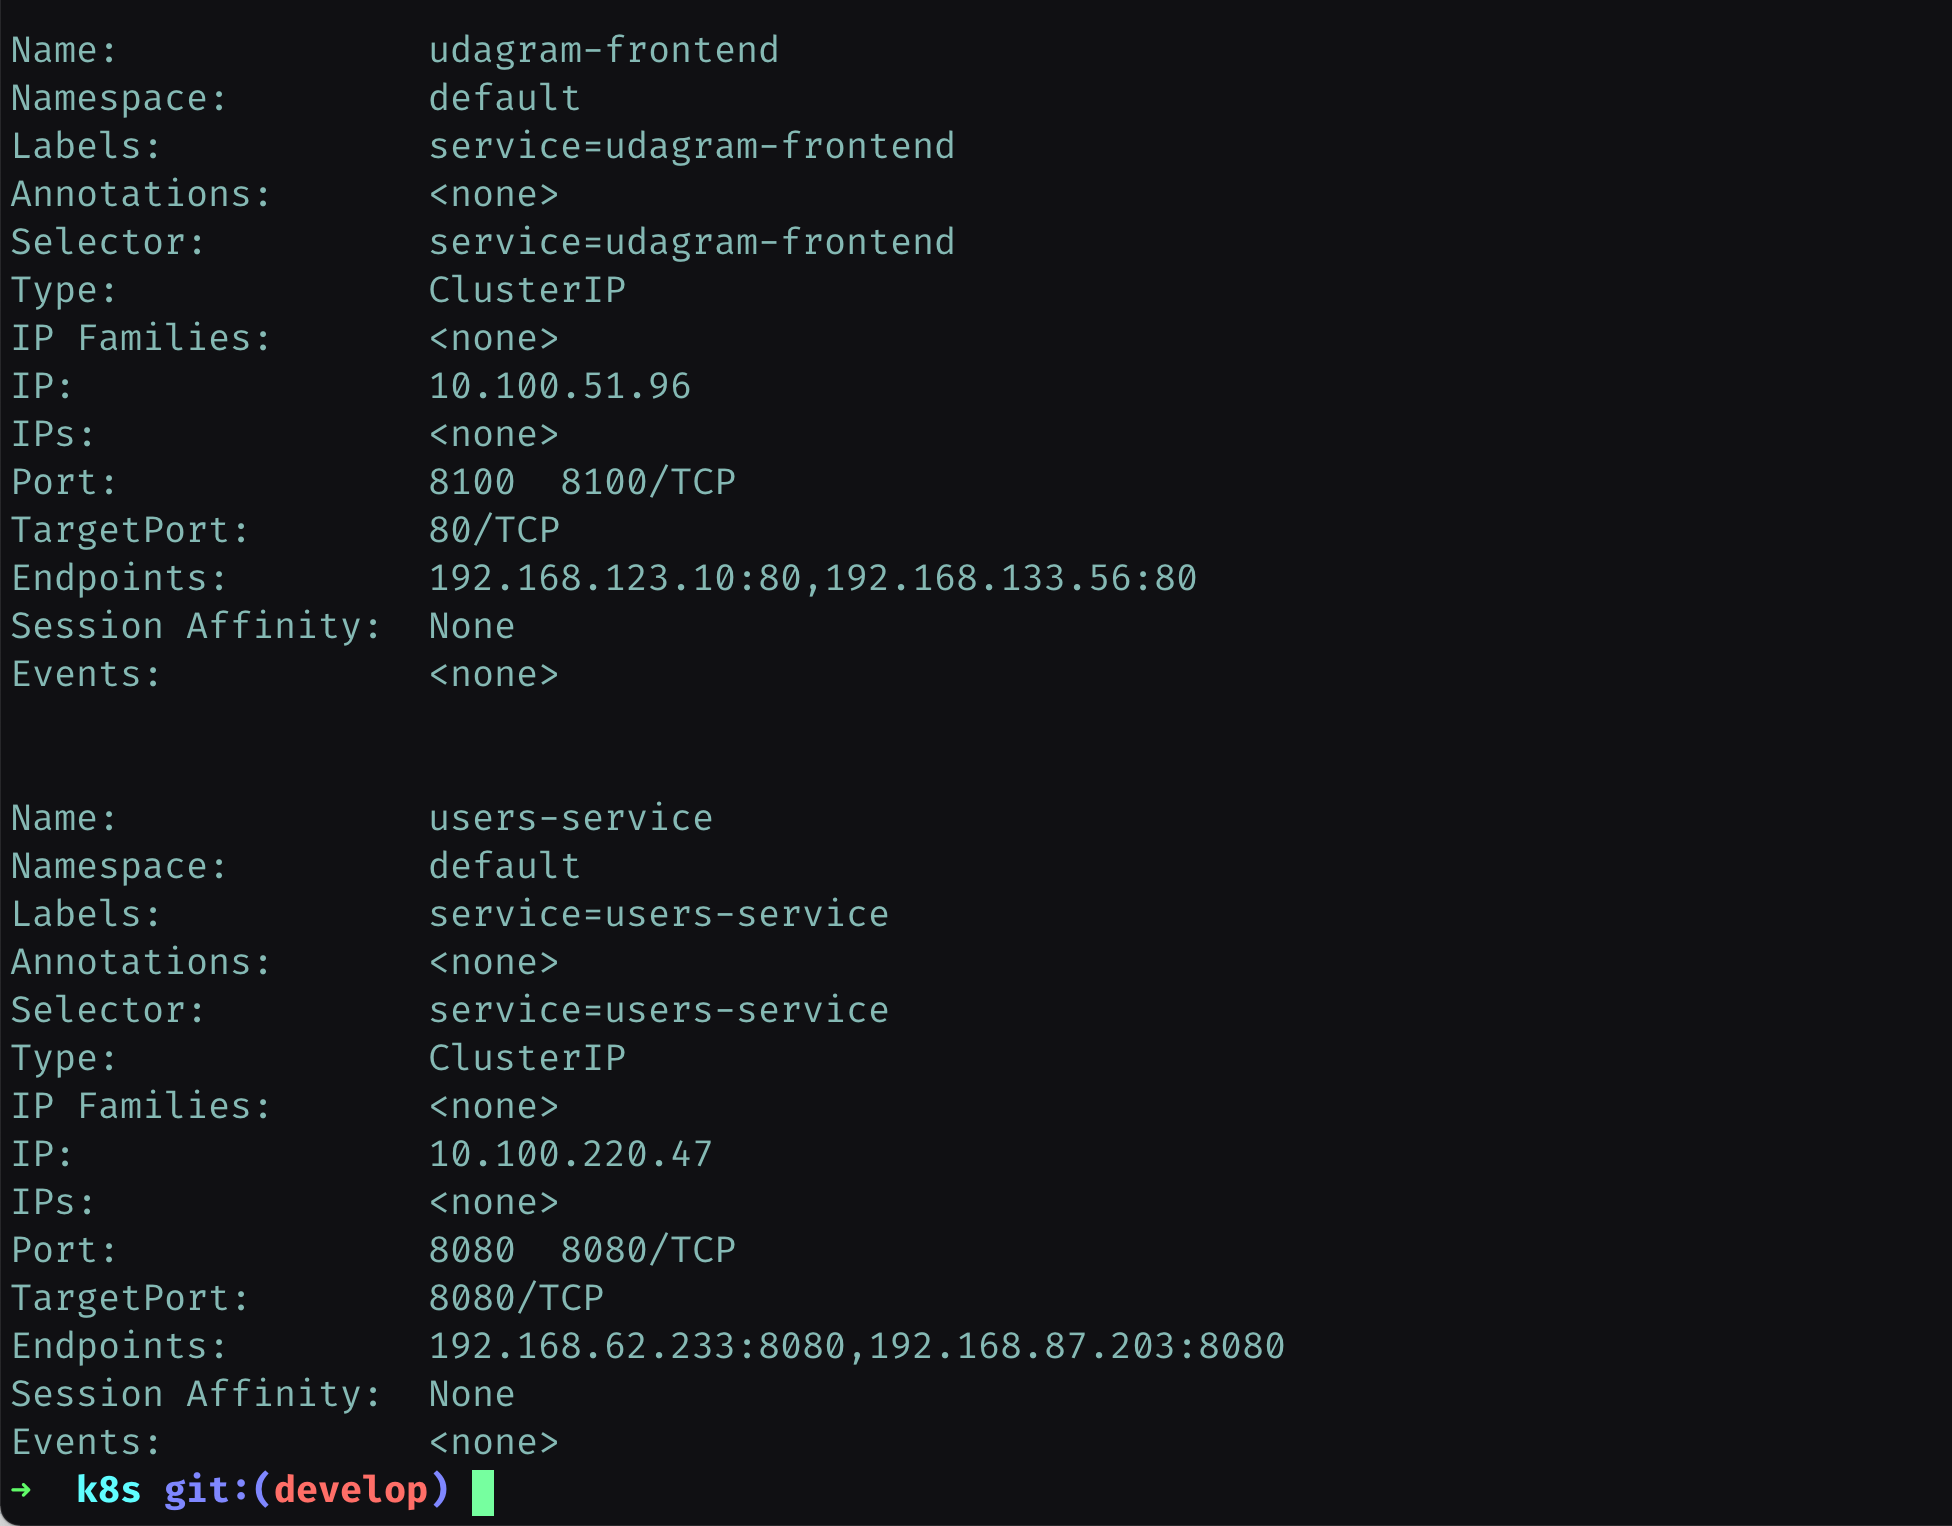 Name:              udagram-frontend
Namespace:         default
Labels:            service=udagram-frontend
Annotations:       <none>
Selector:          service=udagram-frontend
Type:              ClusterIP
IP Families:       <none>
IP:                10.100.51.96
IPs:               <none>
Port:              8100  8100/TCP
TargetPort:        80/TCP
Endpoints:         192.168.123.10:80,192.168.133.56:80
Session Affinity:  None
Events:            <none>
Name:              users-service
Namespace:         default
Labels:            service=users-service
Annotations:       <none>
Selector:          service=users-service
Type:              ClusterIP
IP Families:       <none>
IP:                10.100.220.47
IPs:               <none>
Port:              8080  8080/TCP
TargetPort:        8080/TCP
Endpoints:         192.168.62.233:8080,192.168.87.203:8080
Session Affinity:  None
Events:            <none>
➜  k8s git:(develop)